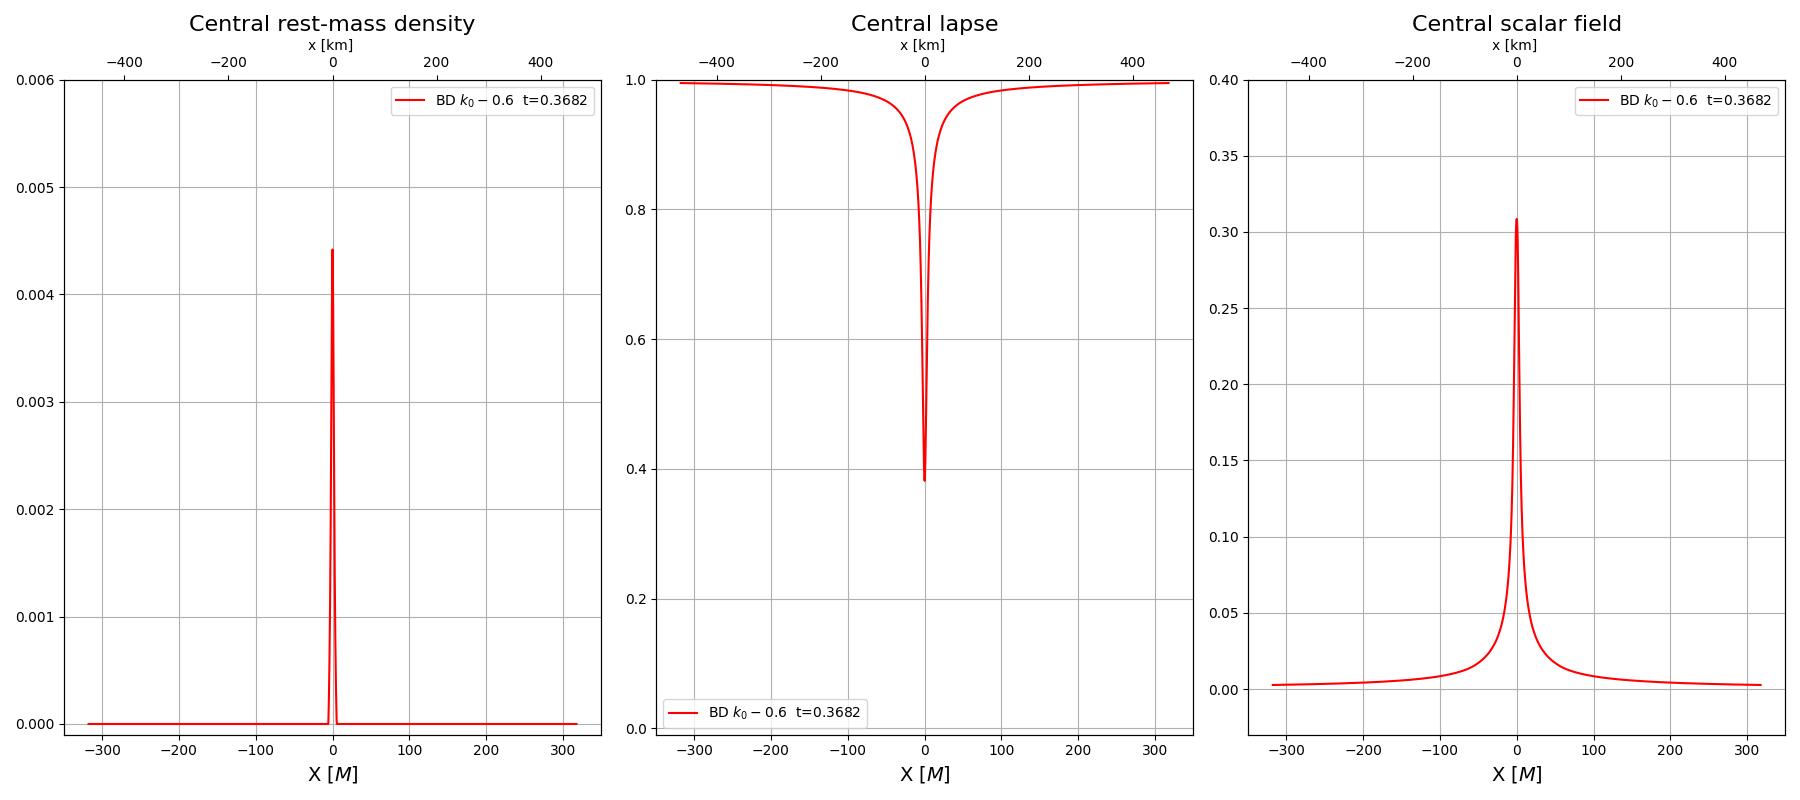 Central rest-mass density
x [km]
−400 −200 0 200 400
0.006
0.005
0.004
0.003
0.002
0.001
0.000
BD k₀ − 0.6 t=0.3682
−300 −200 −100 0 100 200 300
X [M]
Central lapse
x [km]
−400 −200 0 200 400
1.0
0.8
0.6
0.4
0.2
0.0
BD k₀ − 0.6 t=0.3682
−300 −200 −100 0 100 200 300
X [M]
Central scalar field
x [km]
−400 −200 0 200 400
0.40
0.35
0.30
0.25
0.20
0.15
0.10
0.05
0.00
BD k₀ − 0.6 t=0.3682
−300 −200 −100 0 100 200 300
X [M]